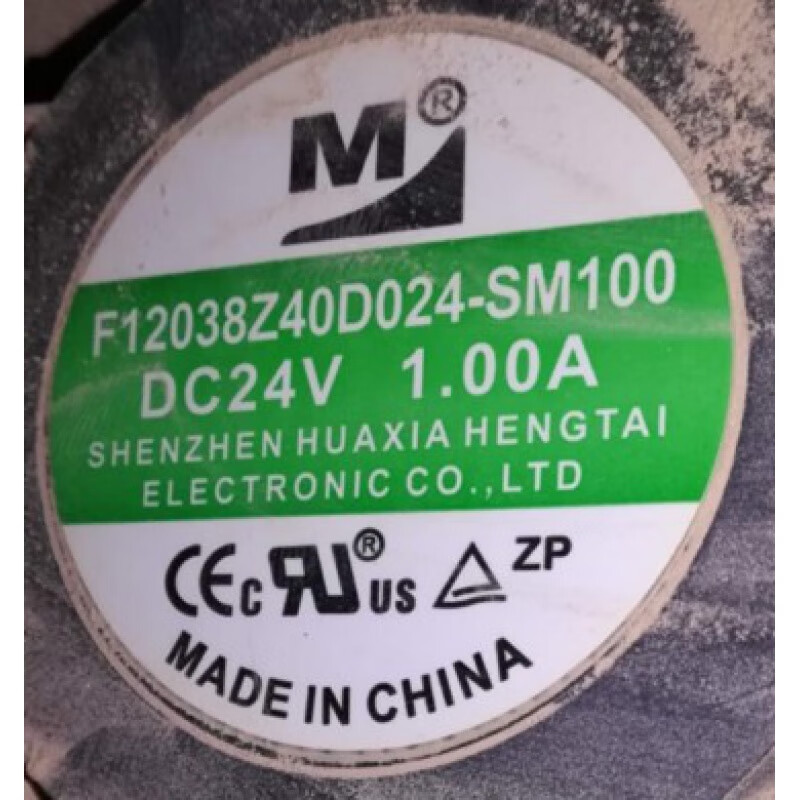 M®
F12038Z40D024-SM100
DC24V 1.00A
SHENZHEN HUAXIA HENGTAI
ELECTRONIC CO.,LTD
CE c RU® US ZP
MADE IN CHINA